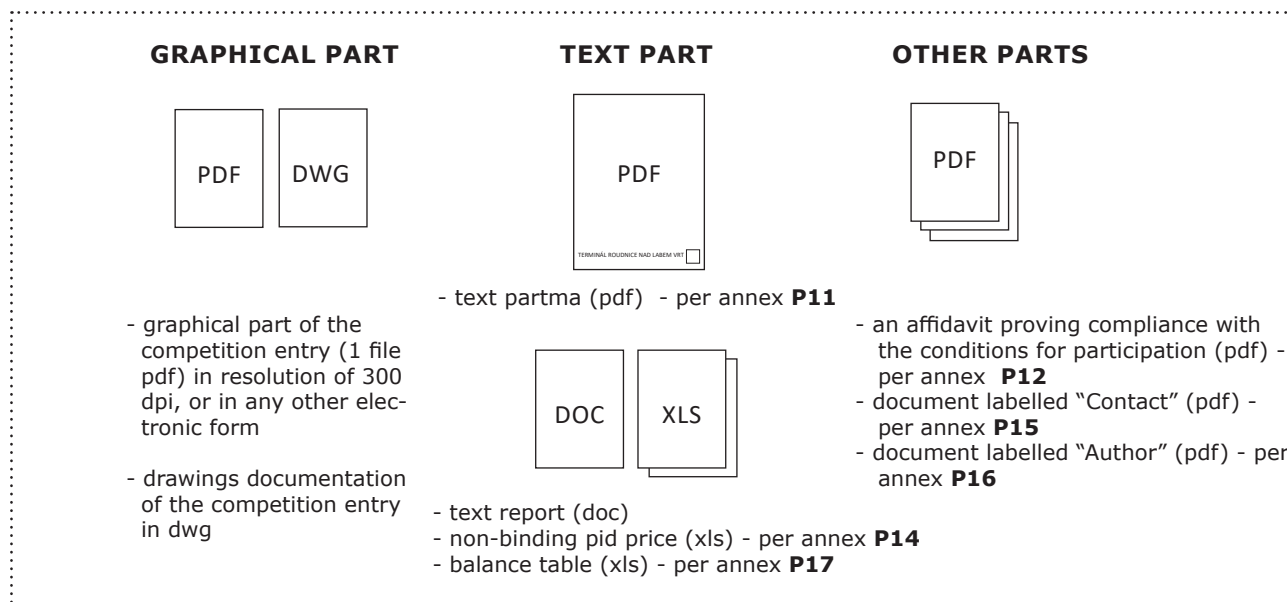 GRAPHICAL PART
PDF
DWG
- graphical part of the
competition entry (1 file
pdf) in resolution of 300
dpi, or in any other elec-
tronic form
- drawings documentation
of the competition entry
in dwg
TEXT PART
PDF
TERMINÁL ROUDNICE NAD LABEM VRT
- text partma (pdf) - per annex P11
DOC
XLS
- text report (doc)
- non-binding pid price (xls) - per annex P14
- balance table (xls) - per annex P17
OTHER PARTS
PDF
- an affidavit proving compliance with
the conditions for participation (pdf) -
per annex P12
- document labelled “Contact” (pdf) -
per annex P15
- document labelled “Author” (pdf) - per
annex P16